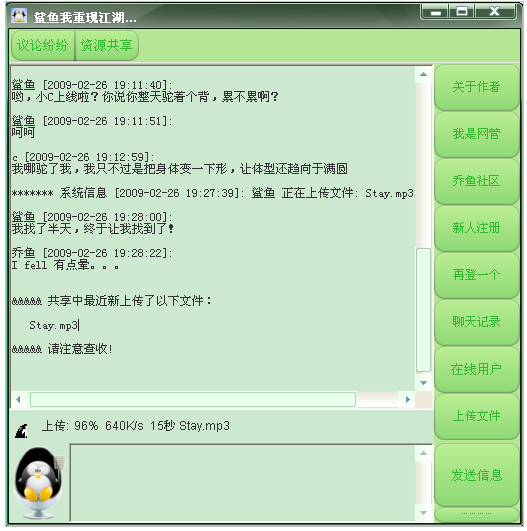 鲨鱼我重现江湖...
议论纷纷 资源共享
鲨鱼 [2009-02-26 19:11:40]:
哟，小C上线啦？你说你整天驼着个背，累不累啊？
鲨鱼 [2009-02-26 19:11:51]:
呵呵
c [2009-02-26 19:12:59]:
我哪驼了我，我只不过是把身体变一下形，让体型还趋向于满圆
******* 系统信息 [2009-02-26 19:27:39]: 鲨鱼 正在上传文件: Stay.mp3
鲨鱼 [2009-02-26 19:28:00]:
我找了半天，终于让我找到了!
乔鱼 [2009-02-26 19:28:22]:
I fell 有点晕。。。
&&&&& 共享中最近新上传了以下文件：
Stay.mp3
&&&&& 请注意查收!
上传: 96% 640K/s 15秒 Stay.mp3
关于作者
我是网管
乔鱼社区
新人注册
再登一个
聊天记录
在线用户
上传文件
发送信息